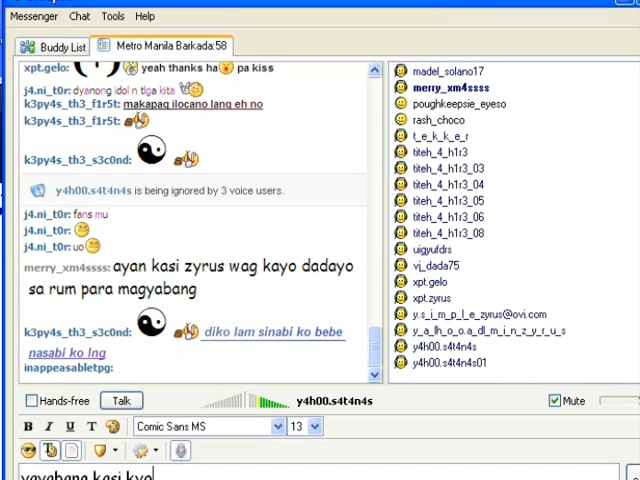 Messenger Chat Tools Help
Buddy List Metro Manila Barkada:58
xpt.gelo: yeah thanks ha pa kiss
j4.ni_t0r: dyanong idol n tlga kita
k3py4s_th3_f1r5t: makapag ilocano lang eh no
k3py4s_th3_f1r5t:
k3py4s_th3_s3c0nd:
y4h00.s4t4n4s is being ignored by 3 voice users.
j4.ni_t0r: fans mu
j4.ni_t0r:
j4.ni_t0r: uo
merry_xm4ssss: ayan kasi zyrus wag kayo dadayo
sa rum para magyabang
k3py4s_th3_s3c0nd: diko lam sinabi ko bebe
nasabi ko lng
inappeasabletpg:
madel_solano17
merry_xm4ssss
poughkeepsie_eyeso
rash_choco
t_e_k_k_e_r
titeh_4_h1r3
titeh_4_h1r3_03
titeh_4_h1r3_04
titeh_4_h1r3_05
titeh_4_h1r3_06
titeh_4_h1r3_08
uigyufdrs
vj_dada75
xpt.gelo
xpt.zyrus
y.s_i_m_p_l_e_zyrus@ovi.com
y_a_lh_o_o.a_dl_m_i_n_z_y_r_u_s
y4h00.s4t4n4s
y4h00.s4t4n4s01
Hands-free Talk y4h00.s4t4n4s Mute
B I U T Comic Sans MS 13
yayabang kasi kyo